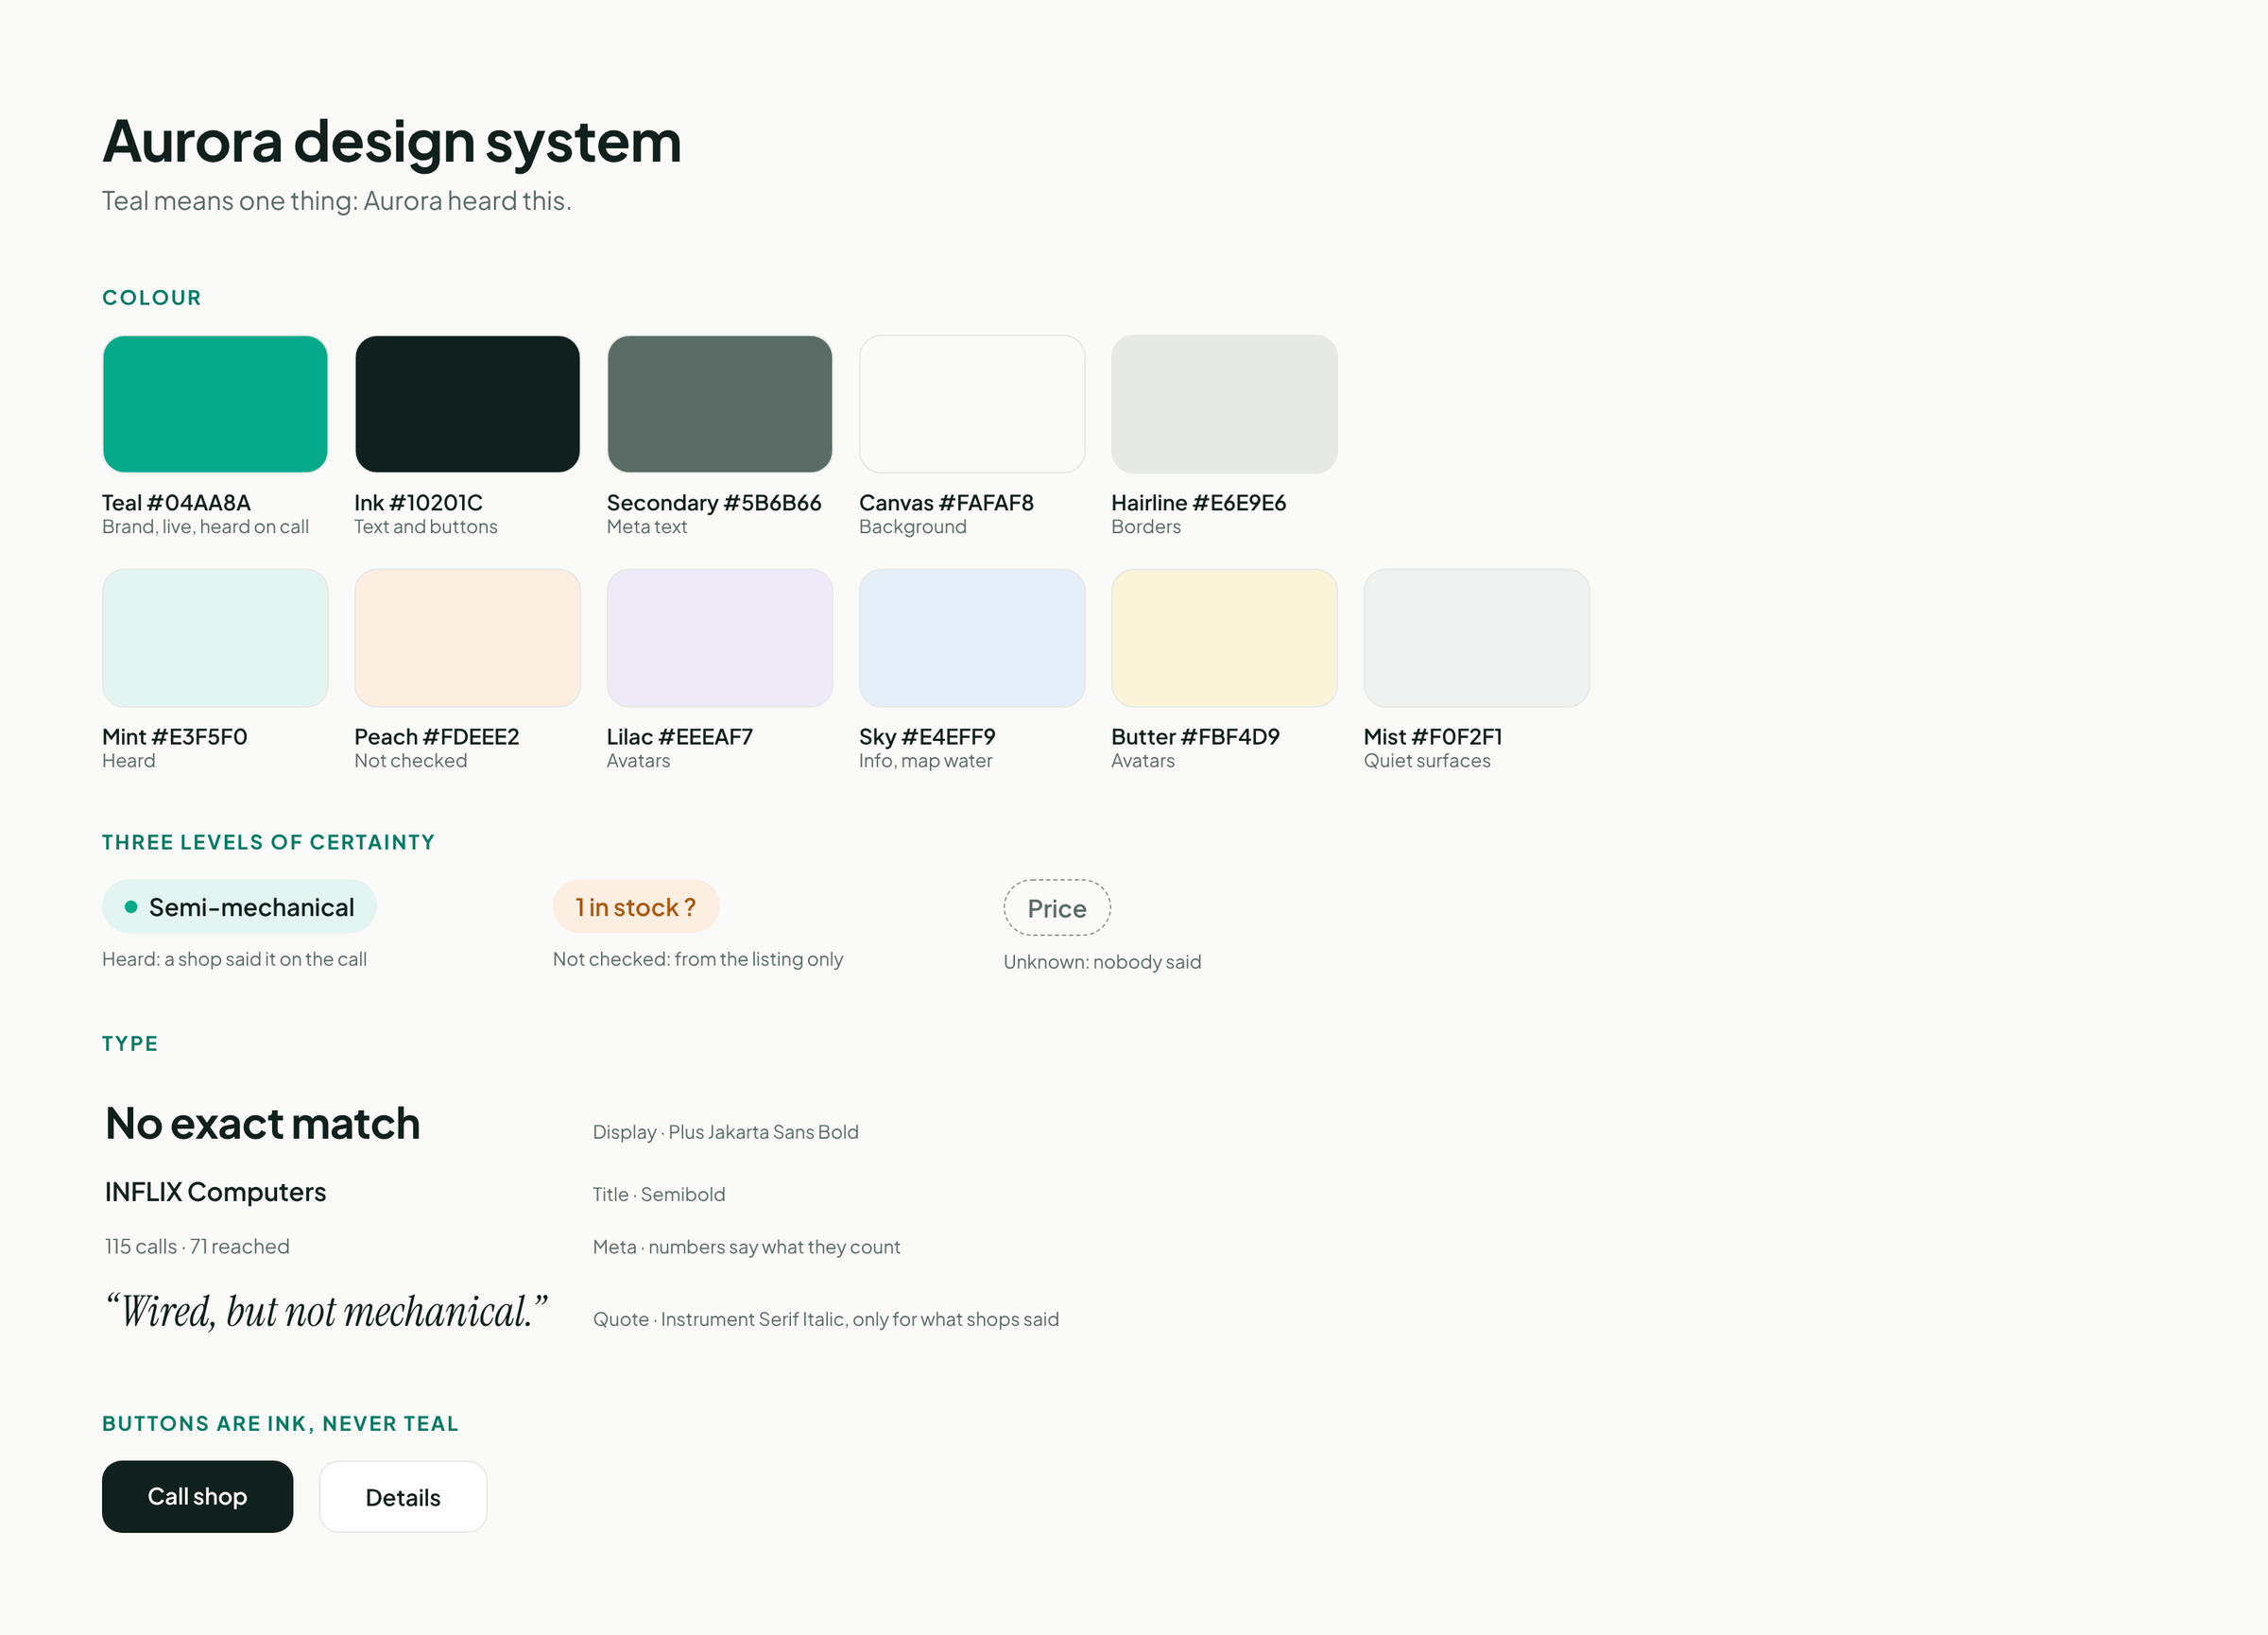 Aurora design system
Teal means one thing: Aurora heard this.
COLOUR
Teal #04AA8A
Brand, live, heard on call
Ink #10201C
Text and buttons
Secondary #5B6B66
Meta text
Canvas #FAFAF8
Background
Hairline #E6E9E6
Borders
Mint #E3F5F0
Heard
Peach #FDEEE2
Not checked
Lilac #EEEAF7
Avatars
Sky #E4EFF9
Info, map water
Butter #FBF4D9
Avatars
Mist #F0F2F1
Quiet surfaces
THREE LEVELS OF CERTAINTY
Semi-mechanical
Heard: a shop said it on the call
1 in stock ?
Not checked: from the listing only
Price
Unknown: nobody said
TYPE
No exact match
Display · Plus Jakarta Sans Bold
INFLIX Computers
Title · Semibold
115 calls · 71 reached
Meta · numbers say what they count
“Wired, but not mechanical.”
Quote · Instrument Serif Italic, only for what shops said
BUTTONS ARE INK, NEVER TEAL
Call shop
Details